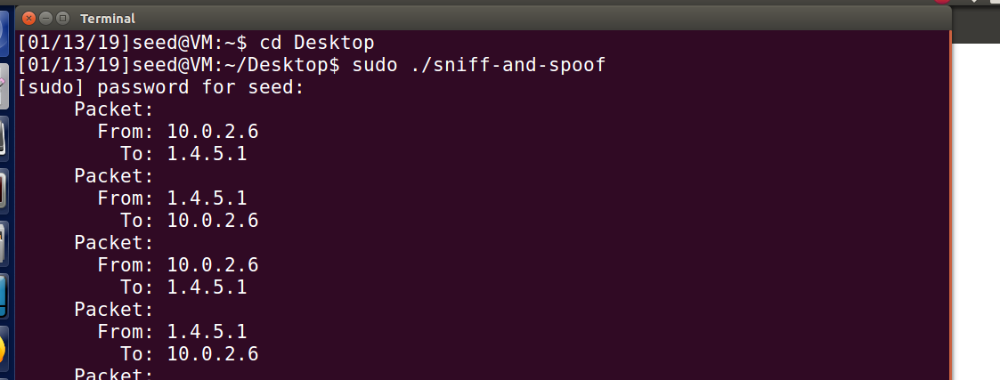 Terminal
[01/13/19]seed@VM:~$ cd Desktop
[01/13/19]seed@VM:~/Desktop$ sudo ./sniff-and-spoof
[sudo] password for seed:
     Packet:
       From: 10.0.2.6
         To: 1.4.5.1
     Packet:
       From: 1.4.5.1
         To: 10.0.2.6
     Packet:
       From: 10.0.2.6
         To: 1.4.5.1
     Packet:
       From: 1.4.5.1
         To: 10.0.2.6
     Packet: